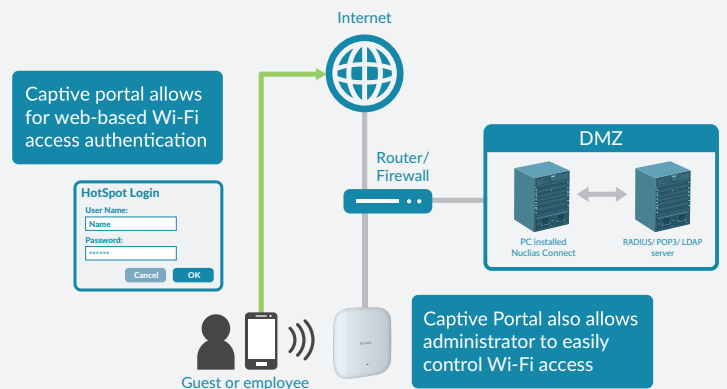 Internet
Captive portal allows
for web-based Wi-Fi
access authentication
Router/
Firewall
DMZ
PC installed
Nuclias Connect
RADIUS/ POP3/ LDAP
server
HotSpot Login
User Name:
Name
Password:
******
Cancel
OK
Captive Portal also allows
administrator to easily
control Wi-Fi access
Guest or employee